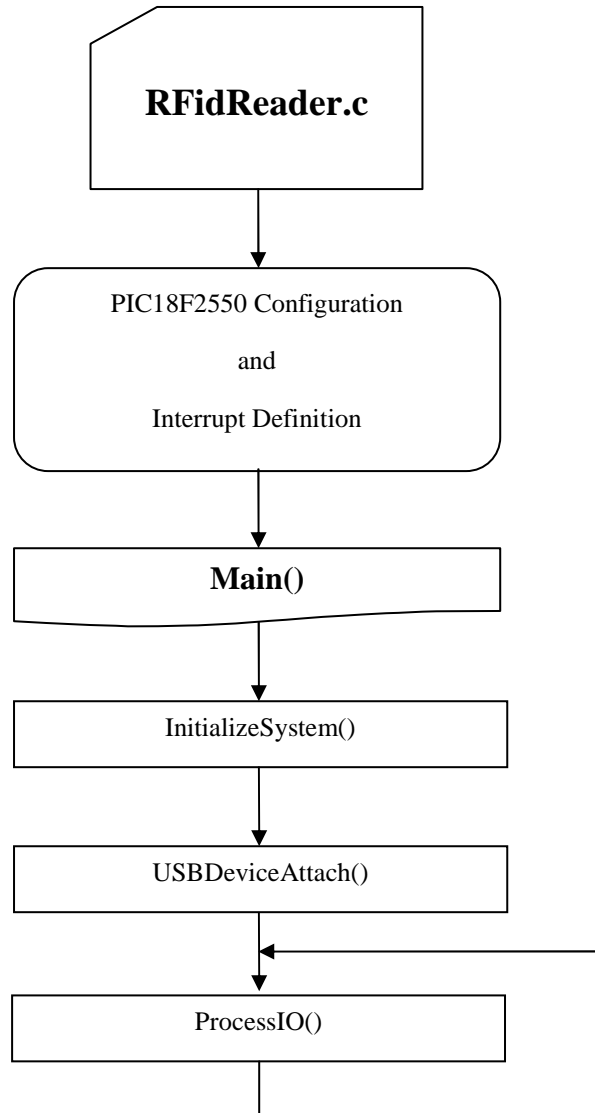 RFidReader.c
PIC18F2550 Configuration
and
Interrupt Definition
Main()
InitializeSystem()
USBDeviceAttach()
ProcessIO()